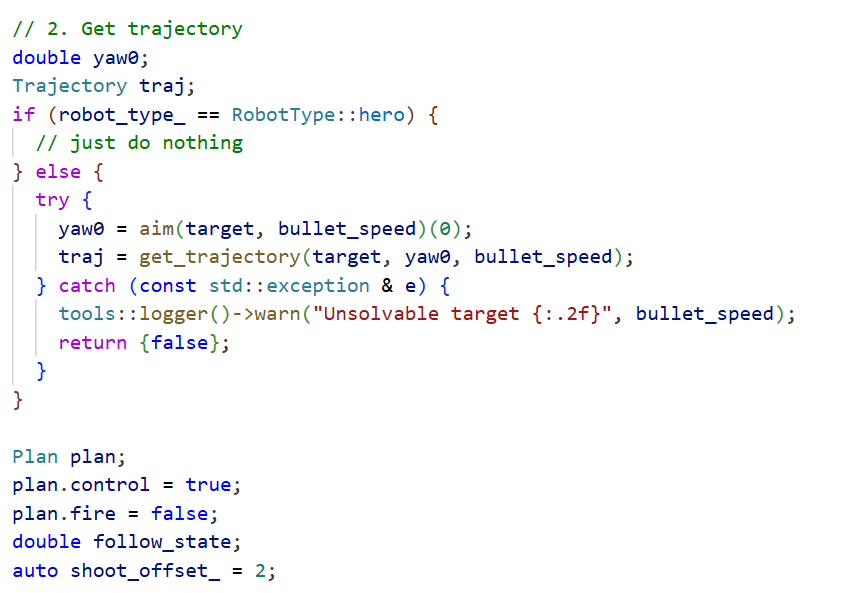 // 2. Get trajectory
double yaw0;
Trajectory traj;
if (robot_type_ == RobotType::hero) {
  // just do nothing
} else {
  try {
    yaw0 = aim(target, bullet_speed)(0);
    traj = get_trajectory(target, yaw0, bullet_speed);
  } catch (const std::exception & e) {
    tools::logger()->warn("Unsolvable target {:.2f}", bullet_speed);
    return {false};
  }
}

Plan plan;
plan.control = true;
plan.fire = false;
double follow_state;
auto shoot_offset_ = 2;